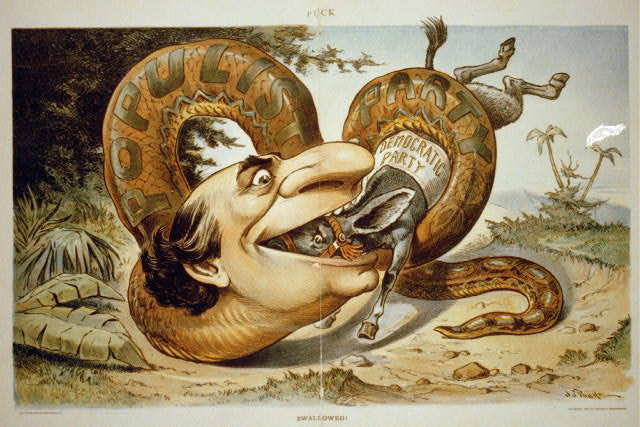 PUCK
POPULIST
PARTY
DEMOCRATIC
PARTY
SWALLOWED!